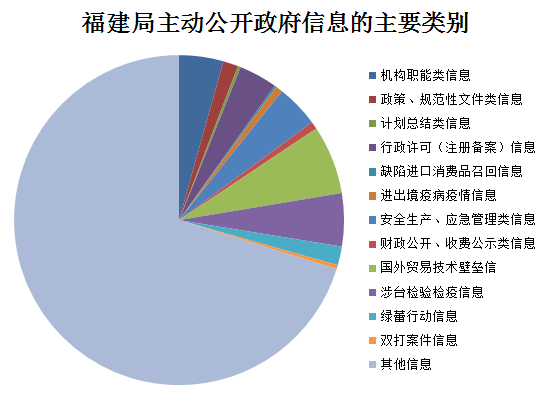 福建局主动公开政府信息的主要类别
机构职能类信息
政策、规范性文件类信息
计划总结类信息
行政许可（注册备案）信息
缺陷进口消费品召回信息
进出境疫病疫情信息
安全生产、应急管理类信息
财政公开、收费公示类信息
国外贸易技术壁垒信
涉台检验检疫信息
绿蕾行动信息
双打案件信息
其他信息